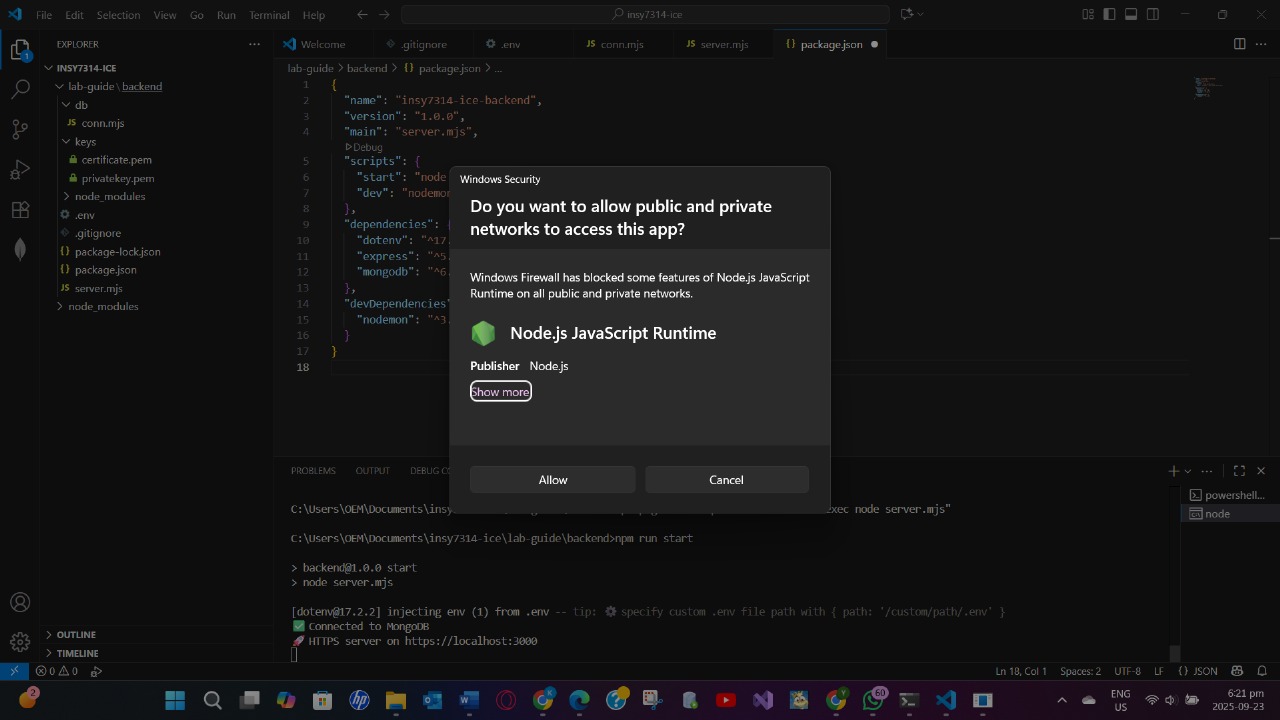 File Edit Selection View Go Run Terminal Help
insy7314-ice
EXPLORER
Welcome
.gitignore
.env
conn.mjs
server.mjs
package.json
INSY7314-ICE
lab-guide\backend
db
conn.mjs
keys
certificate.pem
privatekey.pem
node_modules
.env
.gitignore
package-lock.json
package.json
server.mjs
node_modules
OUTLINE
TIMELINE
lab-guide > backend > {} package.json > ...
1 {
2 "name": "insy7314-ice-backend",
3 "version": "1.0.0",
4 "main": "server.mjs",
Debug
5 "scripts": {
6 "start": "node
7 "dev": "nodemon
8 },
9 "dependencies": {
10 "dotenv": "^17.
11 "express": "^5.
12 "mongodb": "^6.
13 },
14 "devDependencies"
15 "nodemon": "^3.
16 }
17 }
18
Windows Security
Do you want to allow public and private
networks to access this app?
Windows Firewall has blocked some features of Node.js JavaScript
Runtime on all public and private networks.
Node.js JavaScript Runtime
Publisher Node.js
Show more
Allow
Cancel
PROBLEMS OUTPUT DEBUG CO
powershell...
node
C:\Users\OEM\Documents\insy
exec node server.mjs"
C:\Users\OEM\Documents\insy7314-ice\lab-guide\backend>npm run start
> backend@1.0.0 start
> node server.mjs
[dotenv@17.2.2] injecting env (1) from .env -- tip: ⚙️ specify custom .env file path with { path: '/custom/path/.env' }
✅ Connected to MongoDB
🚀 HTTPS server on https://localhost:3000
0 0
Ln 18, Col 1 Spaces: 2 UTF-8 LF {} JSON
2
60
ENG
US
6:21 pm
2025-09-23